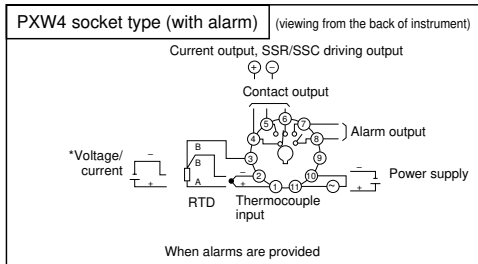 PXW4 socket type (with alarm) (viewing from the back of instrument)
Current output, SSR/SSC driving output
+ −
Contact output
5 6 7
4 8
Alarm output
3 9
2 10
1 11
*Voltage/
current
− +
B
B
A
RTD
− +
Thermocouple
input
~
− +
Power supply
When alarms are provided